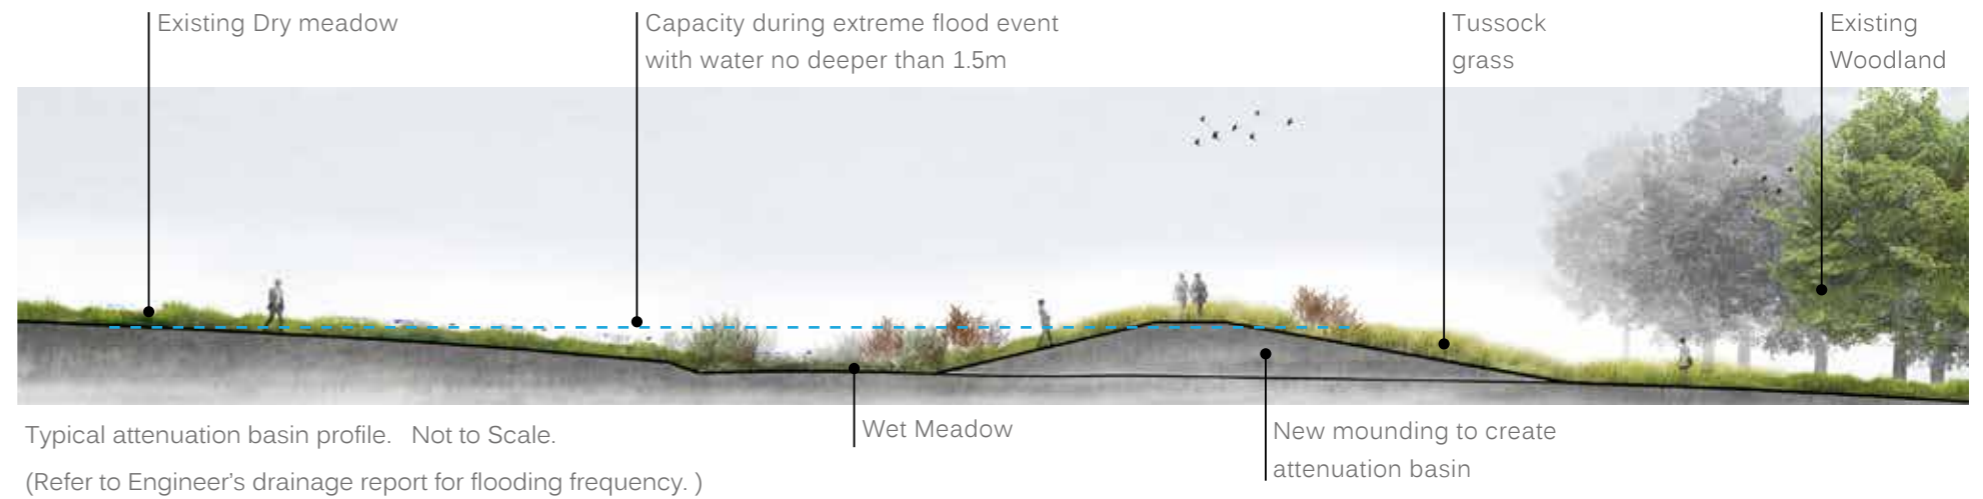 Existing Dry meadow
Capacity during extreme flood event
with water no deeper than 1.5m
Tussock
grass
Existing
Woodland
Wet Meadow
New mounding to create
attenuation basin
Typical attenuation basin profile. Not to Scale.
(Refer to Engineer's drainage report for flooding frequency. )